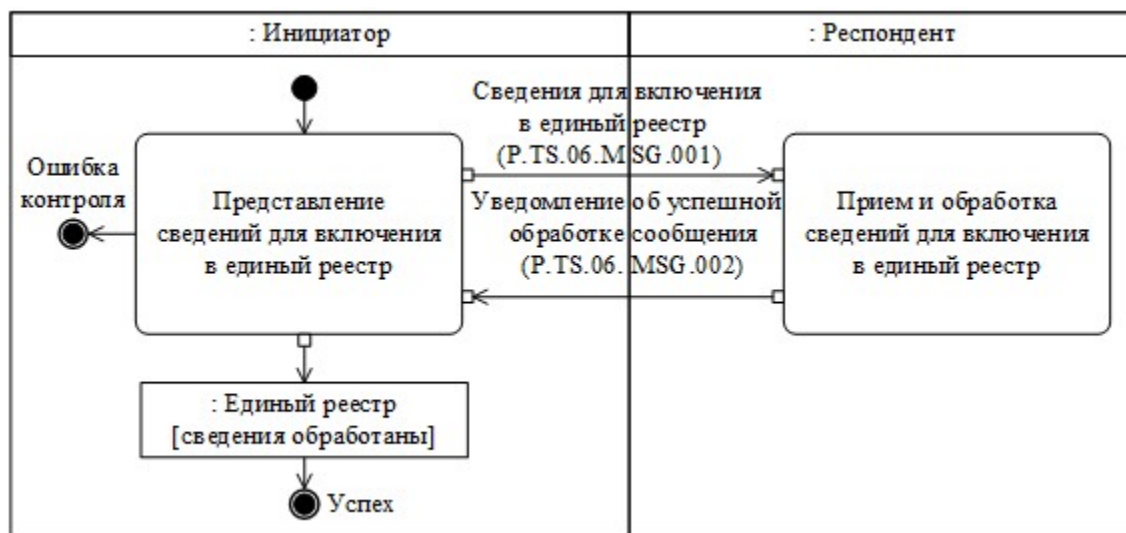 : Инициатор
: Респондент
Сведения для включения
в единый реестр
(P.TS.06.MSG.001)
Ошибка
контроля
Представление
сведений для включения
в единый реестр
Уведомление об успешной
обработке сообщения
(P.TS.06. MSG.002)
Прием и обработка
сведений для включения
в единый реестр
: Единый реестр
[сведения обработаны]
Успех